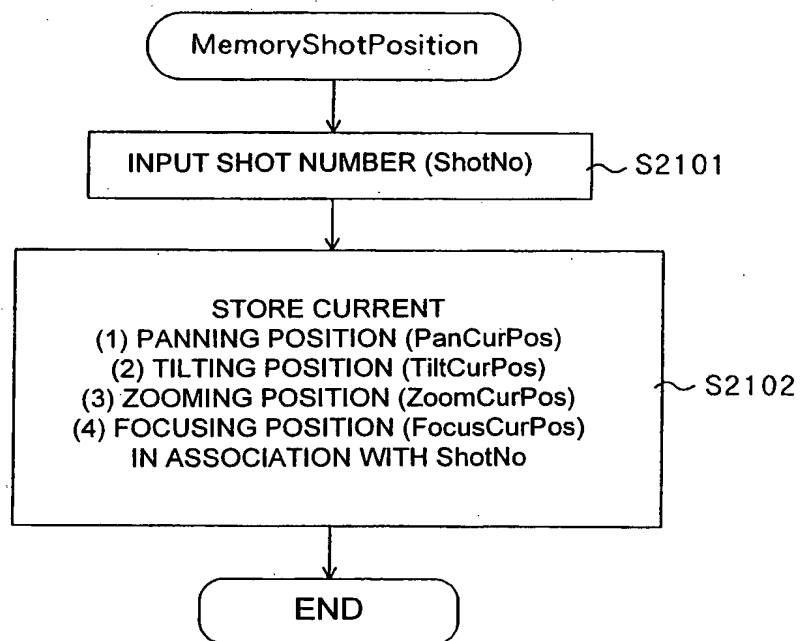 MemoryShotPosition
INPUT SHOT NUMBER (ShotNo)
S2101
STORE CURRENT
(1) PANNING POSITION (PanCurPos)
(2) TILTING POSITION (TiltCurPos)
(3) ZOOMING POSITION (ZoomCurPos)
(4) FOCUSING POSITION (FocusCurPos)
IN ASSOCIATION WITH ShotNo
S2102
END